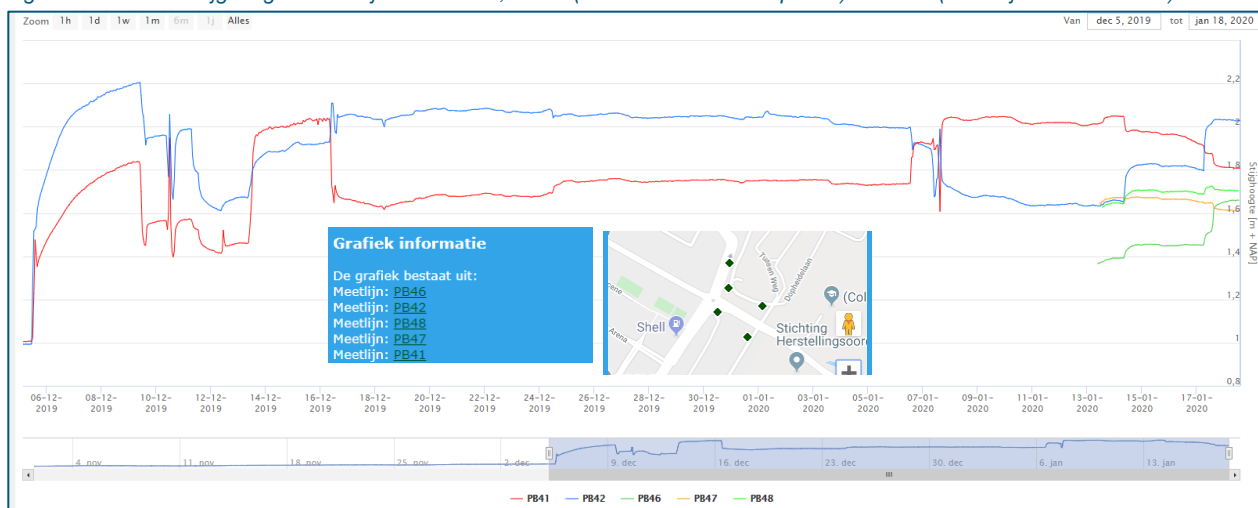 Zoom 1h 1d 1w 1m 6m 1j Alles
Van dec 5, 2019 tot jan 18, 2020
2,2
2
1,8
1,6
1,4
1,2
1
0,8
Stijghoogte [m + NAP]
Grafiek informatie
De grafiek bestaat uit:
Meetlijn: PB46
Meetlijn: PB42
Meetlijn: PB48
Meetlijn: PB47
Meetlijn: PB41
Tuinen Weg
Dopheidelaan
(Col
Shell
Arena
Stichting
Herstellingsoord
06-12-2019 08-12-2019 10-12-2019 12-12-2019 14-12-2019 16-12-2019 18-12-2019 20-12-2019 22-12-2019 24-12-2019 26-12-2019 28-12-2019 30-12-2019 01-01-2020 03-01-2020 05-01-2020 07-01-2020 09-01-2020 11-01-2020 13-01-2020 15-01-2020 17-01-2020
4. nov 11. nov 18. nov 25. nov 2. dec 9. dec 16. dec 23. dec 30. dec 6. jan 13. jan
PB41 PB42 PB46 PB47 PB48